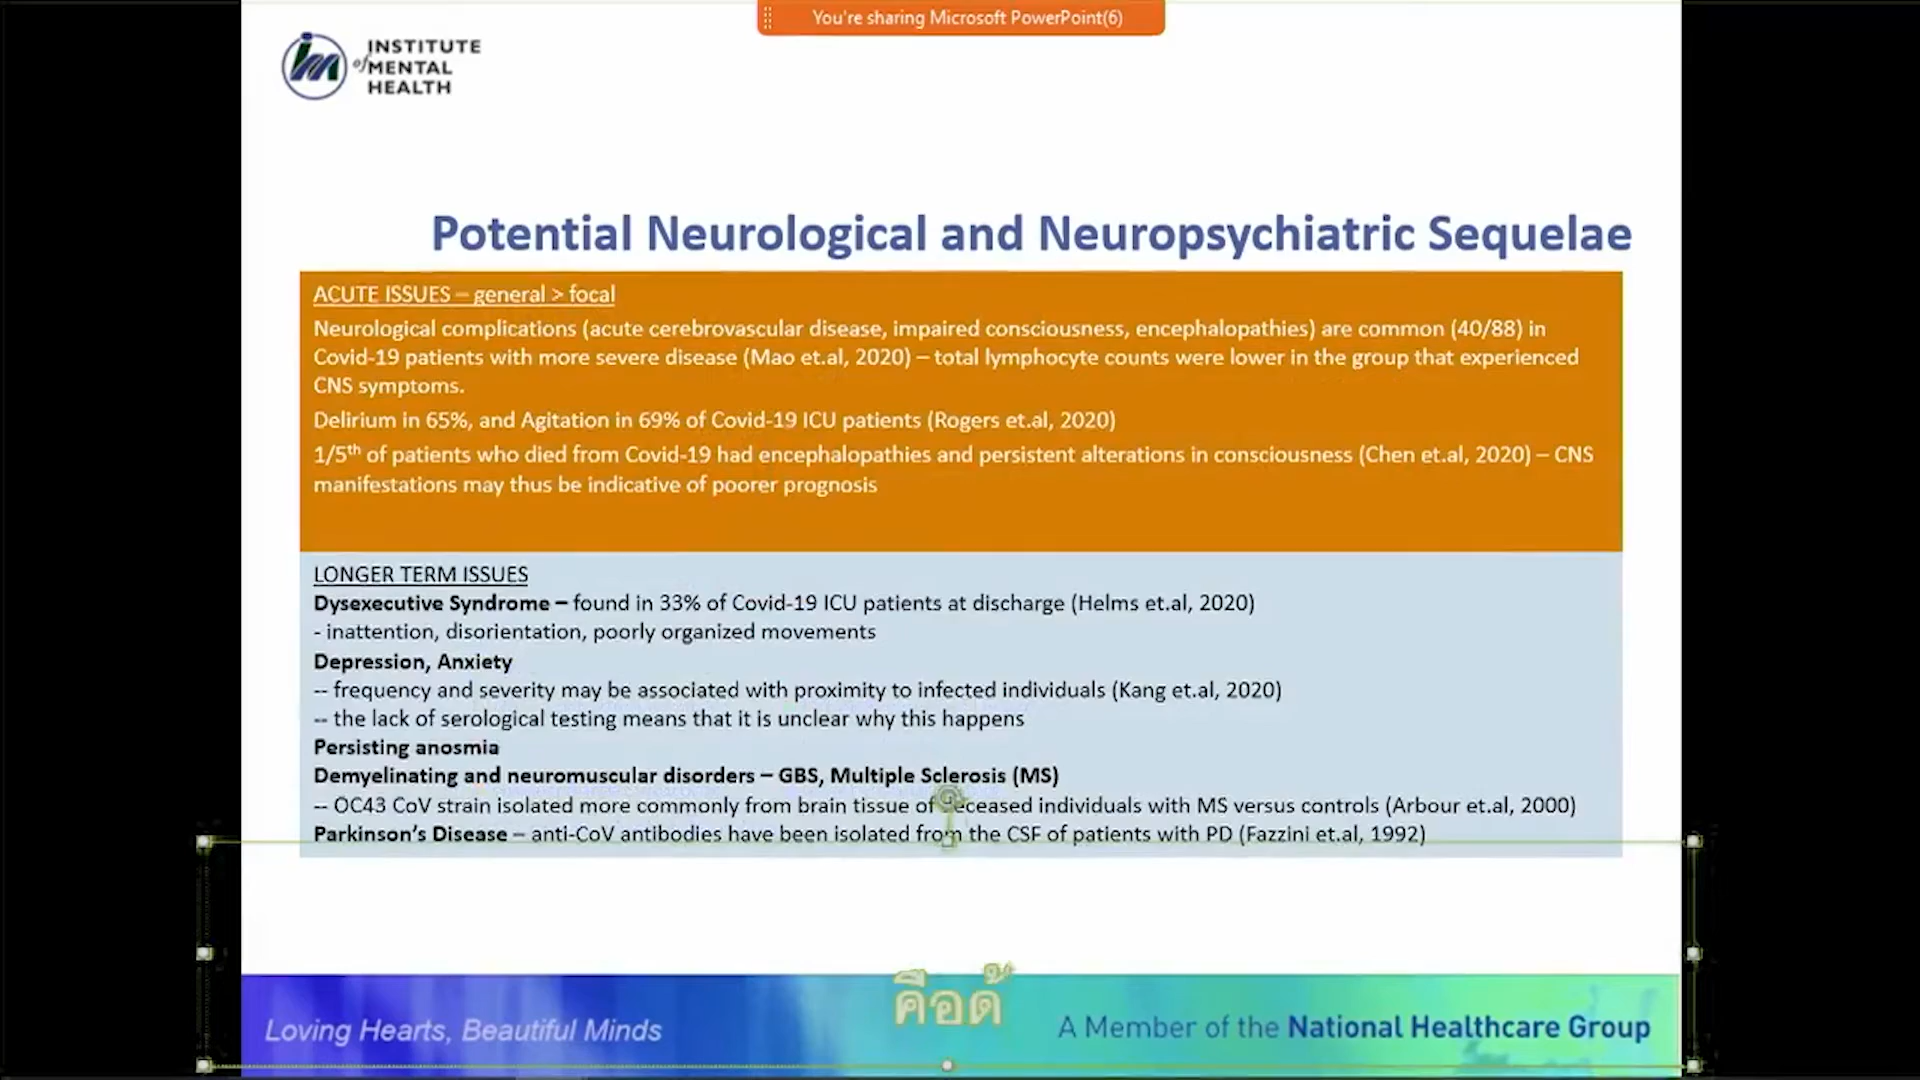 You're sharing Microsoft PowerPoint(6)
INSTITUTE
of MENTAL
HEALTH
Potential Neurological and Neuropsychiatric Sequelae
ACUTE ISSUES – general > focal
Neurological complications (acute cerebrovascular disease, impaired consciousness, encephalopathies) are common (40/88) in
Covid-19 patients with more severe disease (Mao et.al, 2020) – total lymphocyte counts were lower in the group that experienced
CNS symptoms.
Delirium in 65%, and Agitation in 69% of Covid-19 ICU patients (Rogers et.al, 2020)
1/5th of patients who died from Covid-19 had encephalopathies and persistent alterations in consciousness (Chen et.al, 2020) – CNS
manifestations may thus be indicative of poorer prognosis
LONGER TERM ISSUES
Dysexecutive Syndrome – found in 33% of Covid-19 ICU patients at discharge (Helms et.al, 2020)
- inattention, disorientation, poorly organized movements
Depression, Anxiety
-- frequency and severity may be associated with proximity to infected individuals (Kang et.al, 2020)
-- the lack of serological testing means that it is unclear why this happens
Persisting anosmia
Demyelinating and neuromuscular disorders – GBS, Multiple Sclerosis (MS)
-- OC43 CoV strain isolated more commonly from brain tissue of deceased individuals with MS versus controls (Arbour et.al, 2000)
Parkinson's Disease – anti-CoV antibodies have been isolated from the CSF of patients with PD (Fazzini et.al, 1992)
Loving Hearts, Beautiful Minds
A Member of the National Healthcare Group